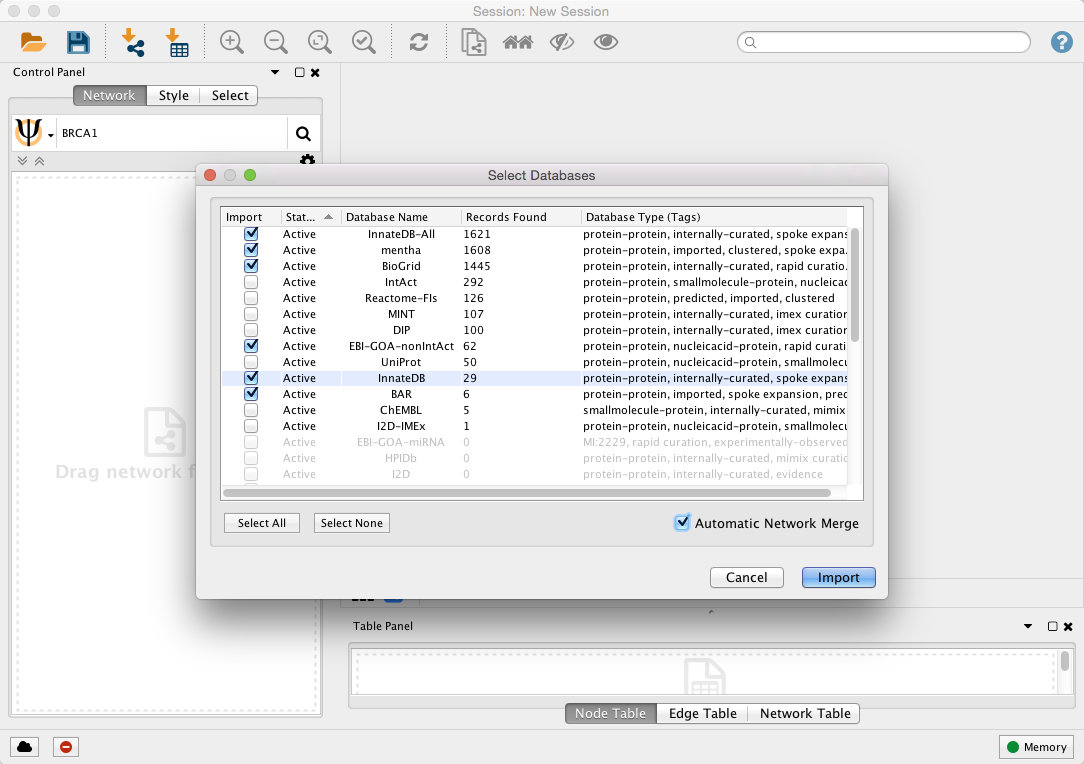 Session: New Session
?
Control Panel
Network Style Select
Ψ BRCA1
Drag network f
Select Databases
Import Stat... Database Name Records Found Database Type (Tags)
Active InnateDB-All 1621 protein-protein, internally-curated, spoke expans
Active mentha 1608 protein-protein, imported, clustered, spoke expa.
Active BioGrid 1445 protein-protein, internally-curated, rapid curatio.
Active IntAct 292 protein-protein, smallmolecule-protein, nucleicac
Active Reactome-FIs 126 protein-protein, predicted, imported, clustered
Active MINT 107 protein-protein, internally-curated, imex curation
Active DIP 100 protein-protein, internally-curated, imex curation
Active EBI-GOA-nonIntAct 62 protein-protein, nucleicacid-protein, rapid curati
Active UniProt 50 protein-protein, nucleicacid-protein, smallmolecu
Active InnateDB 29 protein-protein, internally-curated, spoke expans
Active BAR 6 protein-protein, imported, spoke expansion, pred
Active ChEMBL 5 smallmolecule-protein, internally-curated, mimix
Active I2D-IMEx 1 protein-protein, nucleicacid-protein, smallmolecu
Active EBI-GOA-miRNA 0 MI:2229, rapid curation, experimentally-observed
Active HPIDb 0 protein-protein, internally-curated, mimix curatio
Active I2D 0 protein-protein, internally-curated, evidence
Select All Select None Automatic Network Merge
Cancel Import
Table Panel
Node Table Edge Table Network Table
Memory